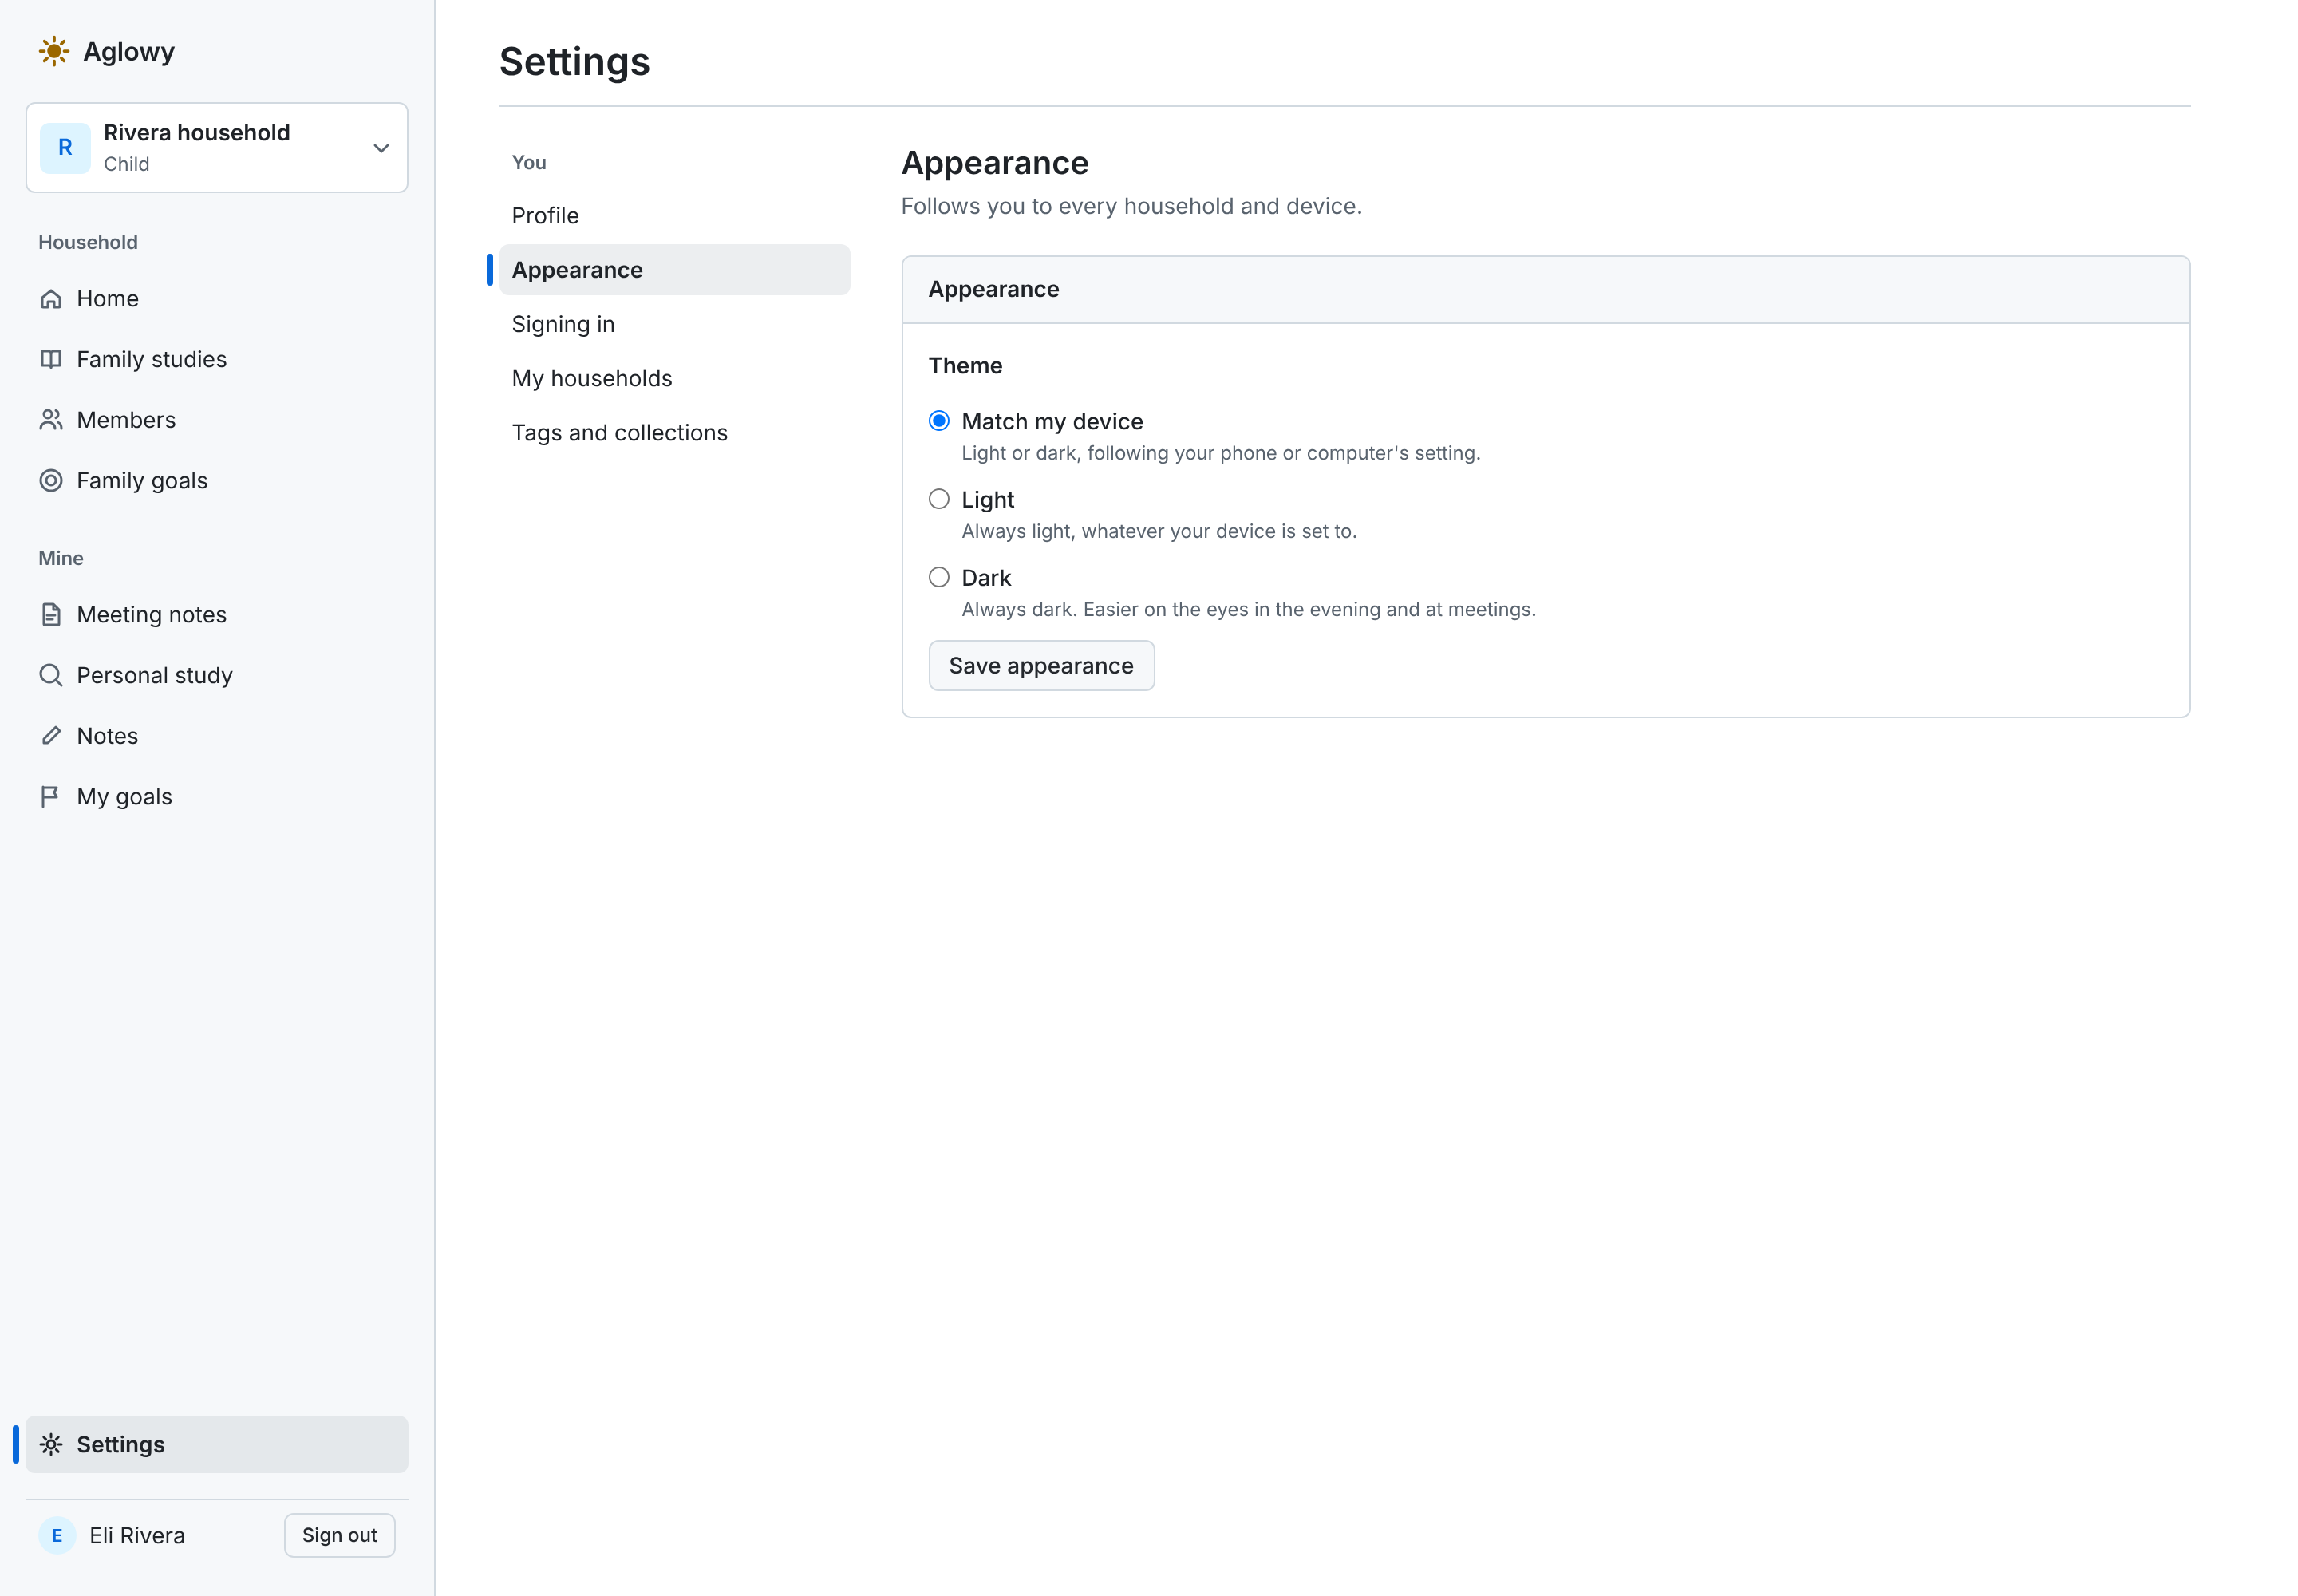 Aglowy
R
Rivera household
Child
Household
Home
Family studies
Members
Family goals
Mine
Meeting notes
Personal study
Notes
My goals
Settings
E
Eli Rivera
Sign out
Settings
You
Profile
Appearance
Signing in
My households
Tags and collections
Appearance
Follows you to every household and device.
Appearance
Theme
Match my device
Light or dark, following your phone or computer's setting.
Light
Always light, whatever your device is set to.
Dark
Always dark. Easier on the eyes in the evening and at meetings.
Save appearance